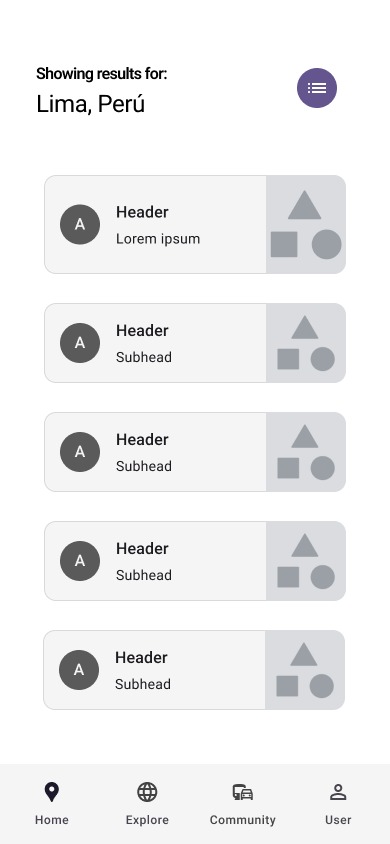 Showing results for:
Lima, Perú
A
Header
Lorem ipsum
A
Header
Subhead
A
Header
Subhead
A
Header
Subhead
A
Header
Subhead
Home
Explore
Community
User